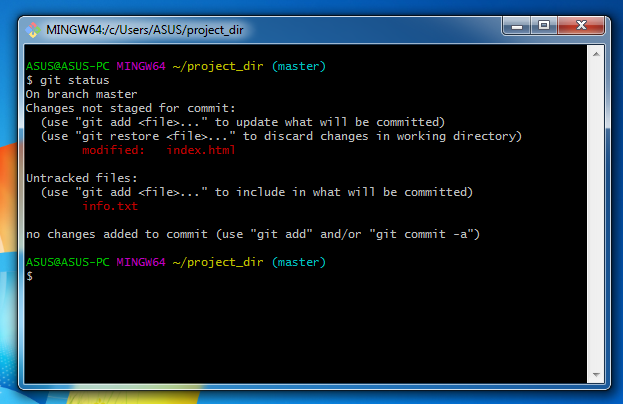 MINGW64:/c/Users/ASUS/project_dir
ASUS@ASUS-PC MINGW64 ~/project_dir (master)
$ git status
On branch master
Changes not staged for commit:
  (use "git add <file>..." to update what will be committed)
  (use "git restore <file>..." to discard changes in working directory)
        modified:   index.html

Untracked files:
  (use "git add <file>..." to include in what will be committed)
        info.txt

no changes added to commit (use "git add" and/or "git commit -a")

ASUS@ASUS-PC MINGW64 ~/project_dir (master)
$